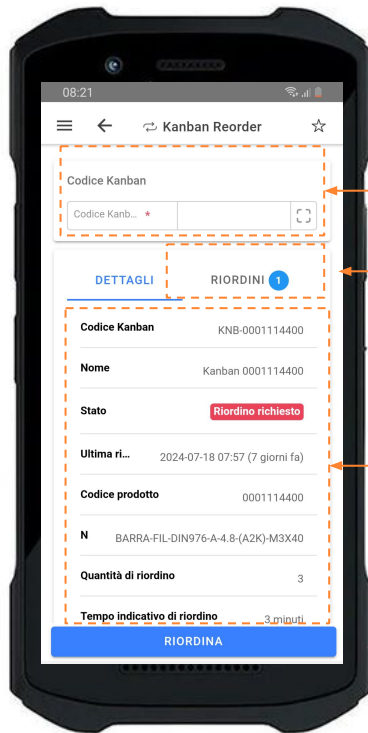 08:21
Kanban Reorder
Codice Kanban
Codice Kanb... *
DETTAGLI RIORDINI 1
Codice Kanban KNB-0001114400
Nome Kanban 0001114400
Stato Riordino richiesto
Ultima ri... 2024-07-18 07:57 (7 giorni fa)
Codice prodotto 0001114400
N BARRA-FIL-DIN976-A-4.8-(A2K)-M3X40
Quantità di riordino 3
Tempo indicativo di riordino 3 minuti
RIORDINA